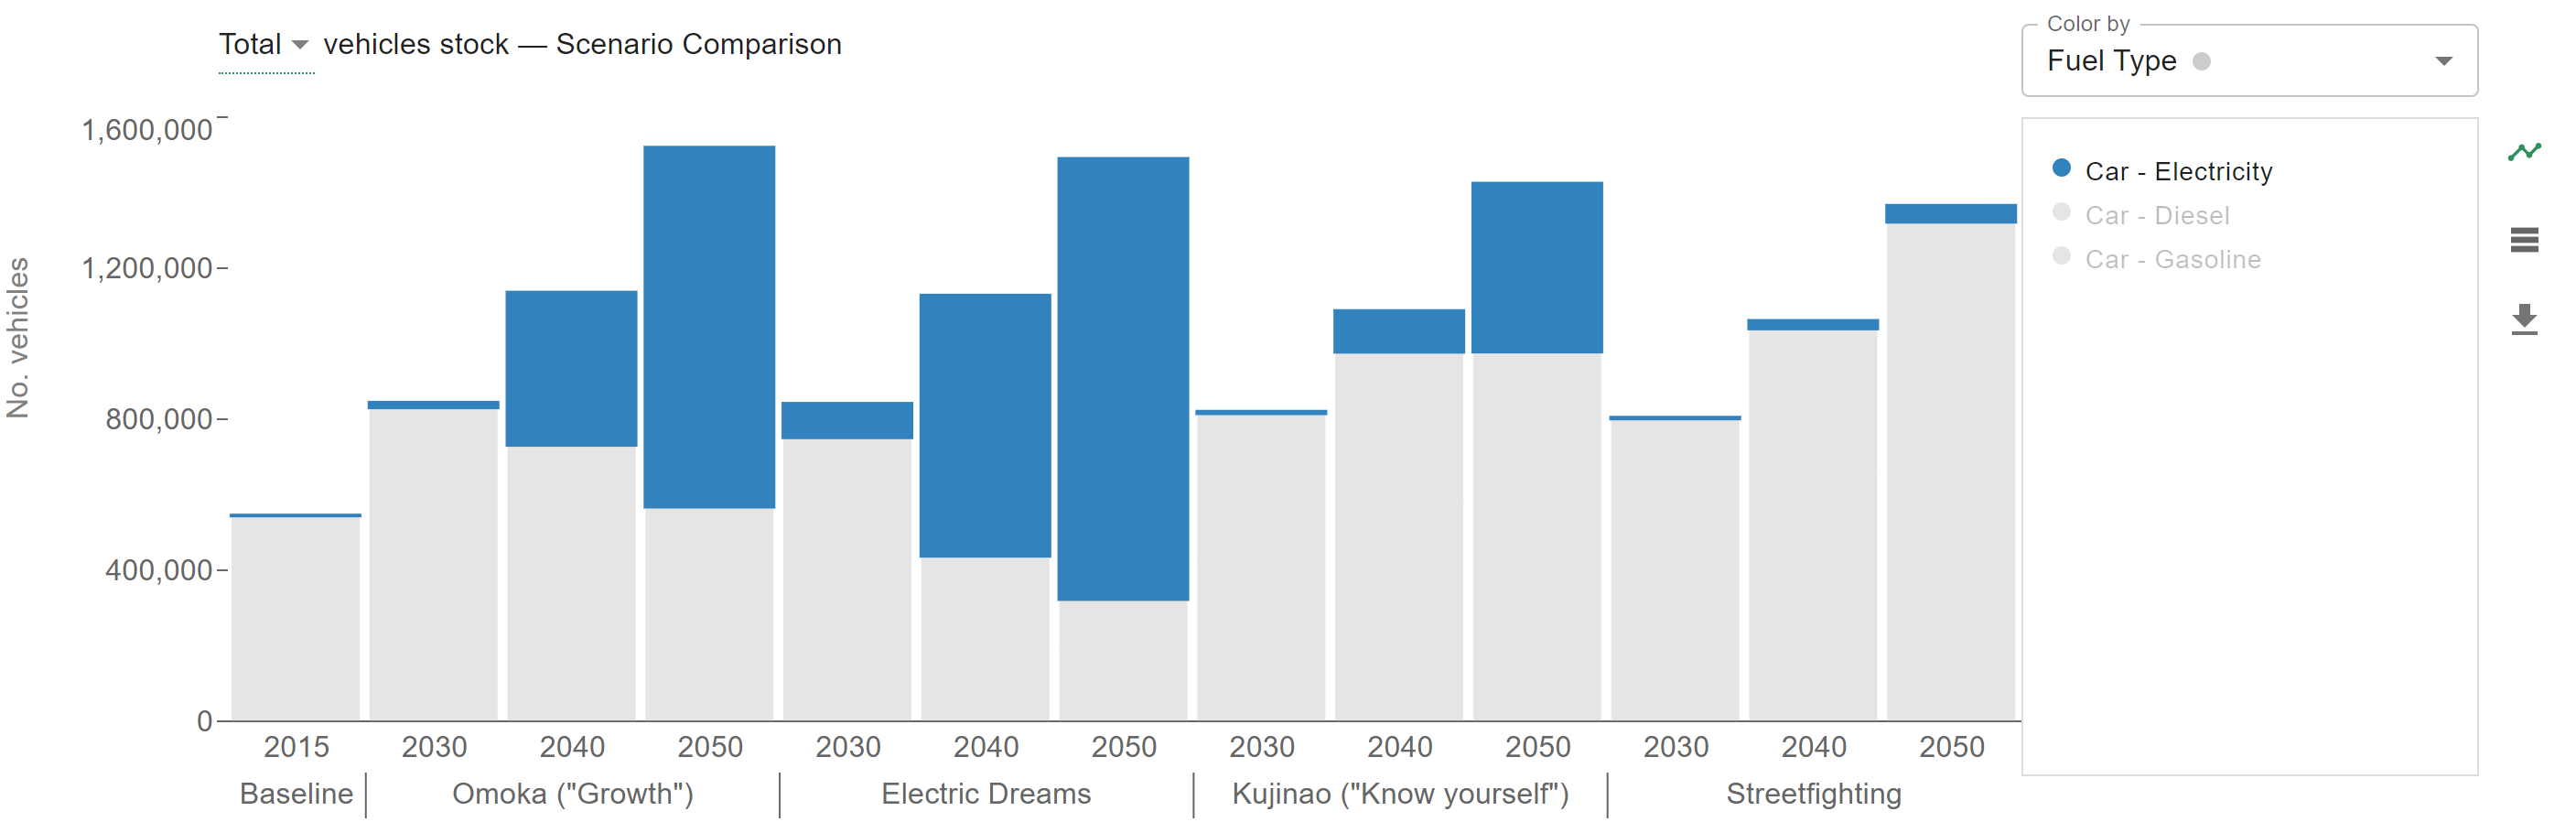 Total vehicles stock — Scenario Comparison
Color by
Fuel Type
Car - Electricity
Car - Diesel
Car - Gasoline
No. vehicles
1,600,000
1,200,000
800,000
400,000
0
2015 2030 2040 2050 2030 2040 2050 2030 2040 2050 2030 2040 2050
Baseline Omoka ("Growth") Electric Dreams Kujinao ("Know yourself") Streetfighting